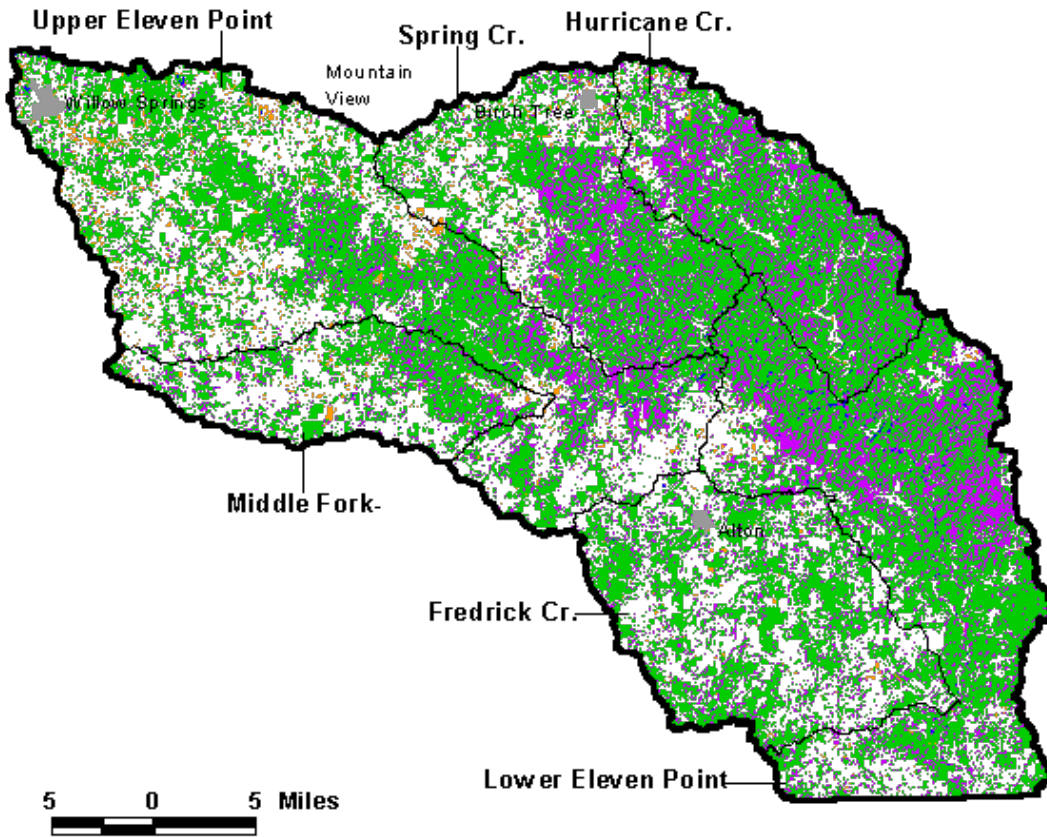 Upper Eleven Point
Spring Cr.
Hurricane Cr.
Mountain
View
Willow Springs
Birch Tree
Middle Fork-
Alton
Fredrick Cr.
Lower Eleven Point
5 0 5 Miles